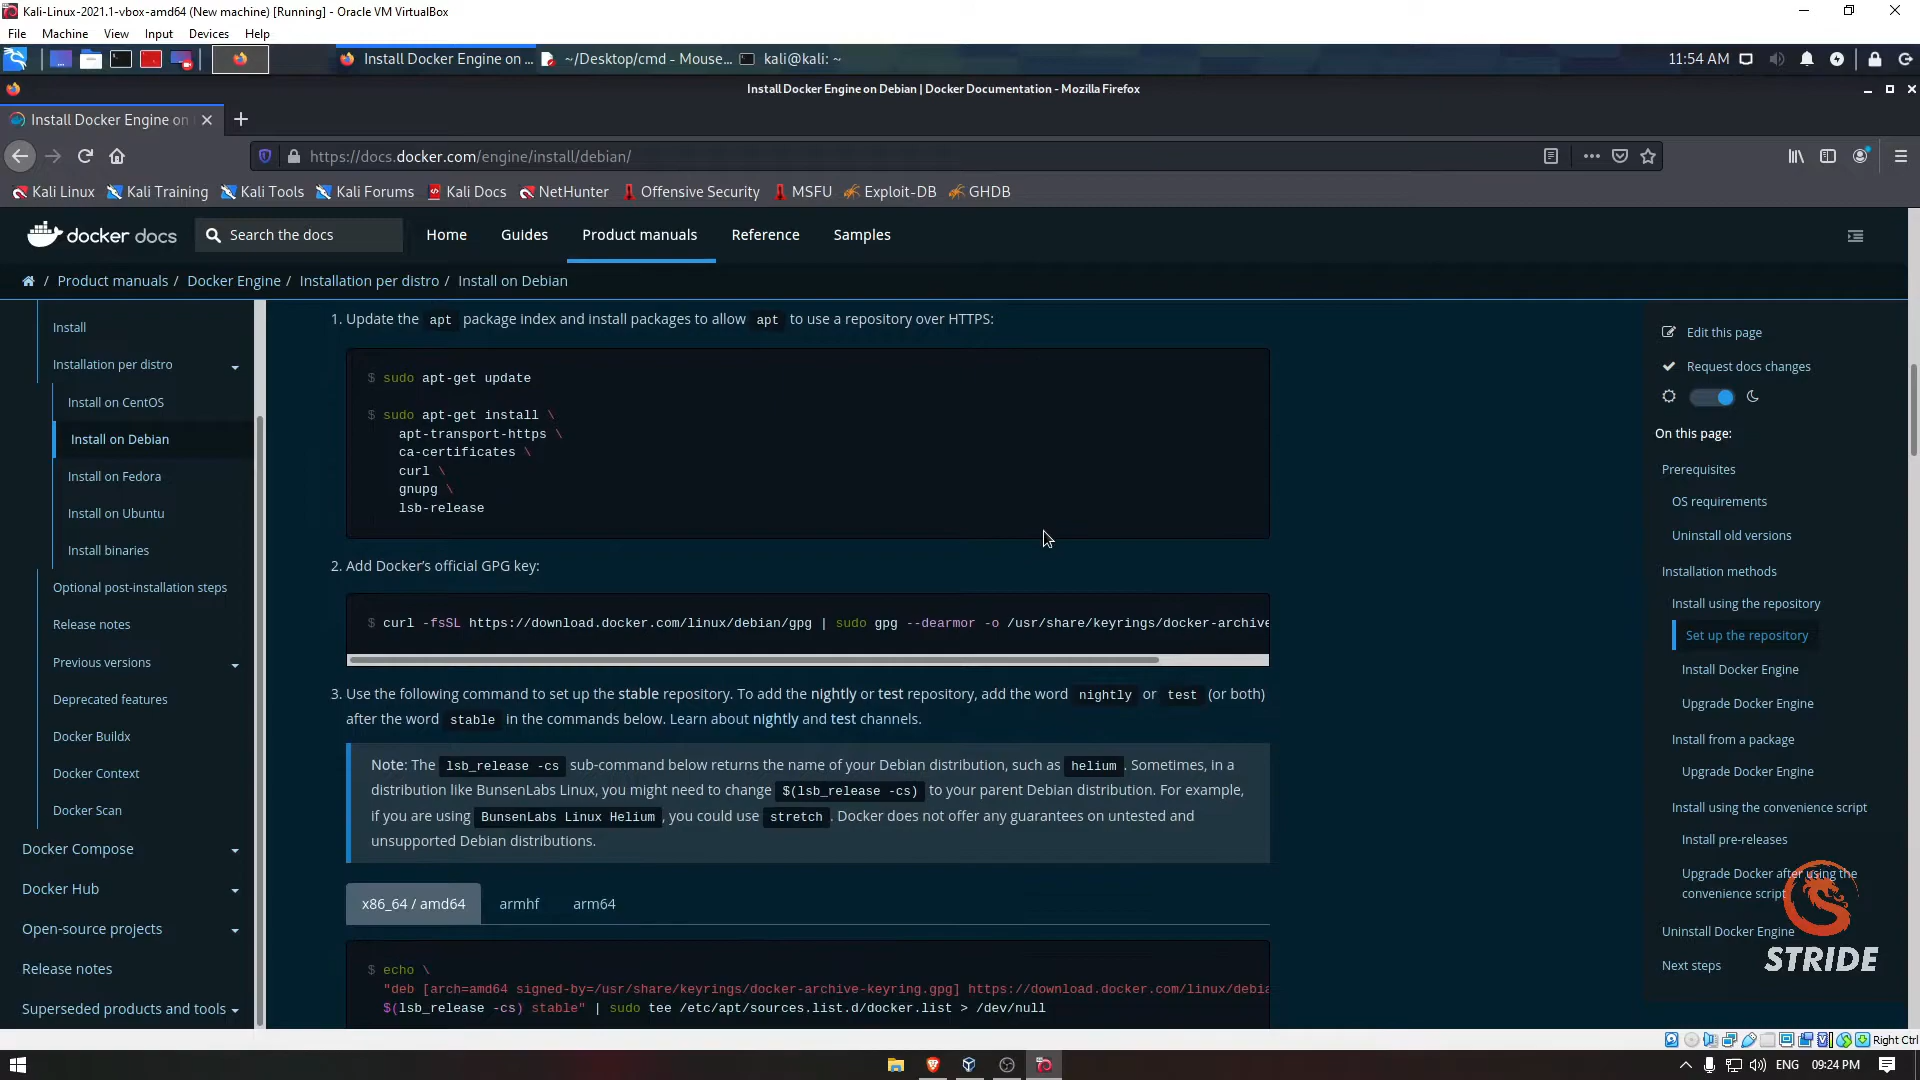 Kali-Linux-2021.1-vbox-amd64 (New machine) [Running] - Oracle VM VirtualBox
File Machine View Input Devices Help
Install Docker Engine on ... ~/Desktop/cmd - Mouse... kali@kali: ~ 11:54 AM
Install Docker Engine on Debian | Docker Documentation - Mozilla Firefox
Install Docker Engine on
https://docs.docker.com/engine/install/debian/
Kali Linux Kali Training Kali Tools Kali Forums Kali Docs NetHunter Offensive Security MSFU Exploit-DB GHDB
docker docs Search the docs Home Guides Product manuals Reference Samples
/ Product manuals / Docker Engine / Installation per distro / Install on Debian
Install
Installation per distro
Install on CentOS
Install on Debian
Install on Fedora
Install on Ubuntu
Install binaries
Optional post-installation steps
Release notes
Previous versions
Deprecated features
Docker Buildx
Docker Context
Docker Scan
Docker Compose
Docker Hub
Open-source projects
Release notes
Superseded products and tools
1. Update the apt package index and install packages to allow apt to use a repository over HTTPS:
$ sudo apt-get update
$ sudo apt-get install \
apt-transport-https \
ca-certificates \
curl \
gnupg \
lsb-release
2. Add Docker's official GPG key:
$ curl -fsSL https://download.docker.com/linux/debian/gpg | sudo gpg --dearmor -o /usr/share/keyrings/docker-archive
3. Use the following command to set up the stable repository. To add the nightly or test repository, add the word nightly or test (or both)
after the word stable in the commands below. Learn about nightly and test channels.
Note: The lsb_release -cs sub-command below returns the name of your Debian distribution, such as helium. Sometimes, in a
distribution like BunsenLabs Linux, you might need to change $(lsb_release -cs) to your parent Debian distribution. For example,
if you are using BunsenLabs Linux Helium, you could use stretch. Docker does not offer any guarantees on untested and
unsupported Debian distributions.
x86_64 / amd64 armhf arm64
$ echo \
"deb [arch=amd64 signed-by=/usr/share/keyrings/docker-archive-keyring.gpg] https://download.docker.com/linux/debia
$(lsb_release -cs) stable" | sudo tee /etc/apt/sources.list.d/docker.list > /dev/null
Edit this page
Request docs changes
On this page:
Prerequisites
OS requirements
Uninstall old versions
Installation methods
Install using the repository
Set up the repository
Install Docker Engine
Upgrade Docker Engine
Install from a package
Upgrade Docker Engine
Install using the convenience script
Install pre-releases
Upgrade Docker after using the
convenience script
Uninstall Docker Engine
Next steps
STRIDE
Right Ctrl
ENG 09:24 PM